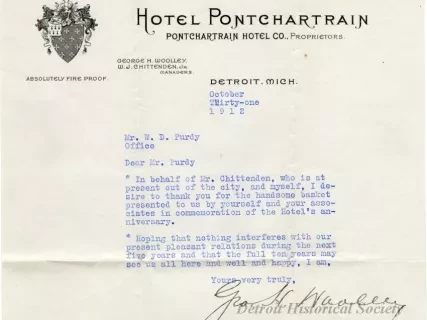 HOTEL PONTCHARTRAIN
PONTCHARTRAIN HOTEL CO., PROPRIETORS.
GEORGE H. WOOLLEY,
W.J. CHITTENDEN, JR.
MANAGERS.
ABSOLUTELY FIRE PROOF
DETROIT, MICH.
October
Thirty-one
1912
Mr. W. D. Purdy
Office
Dear Mr. Purdy
" In behalf of Mr. Chittenden, who is at
present out of the city, and myself, I de-
sire to thank you for the handsome basket
presented to us by yourself and your asso-
ciates in commemoration of the Hotel's an-
niversary.
" Hoping that nothing interferes with our
present pleasant relations during the next
five years and that the full ten years may
see us all here and well and happy, I am,
Yours very truly,
Geo H. Woolley
Detroit Historical Society